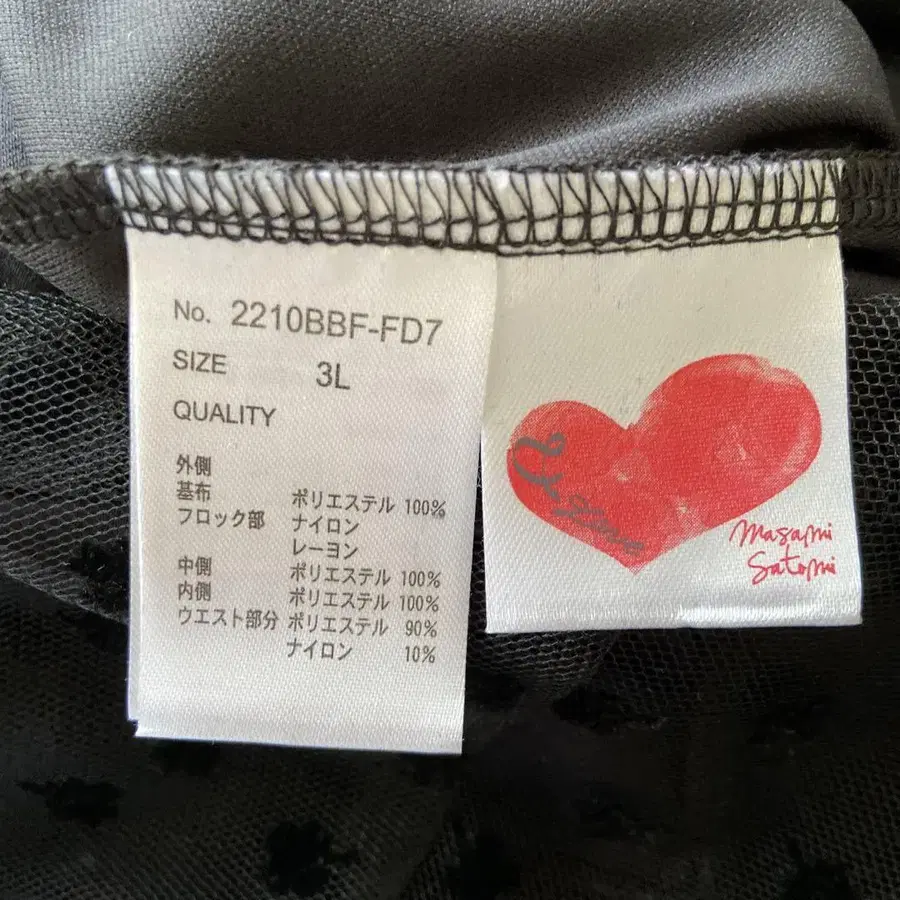 No. 2210BBF-FD7
SIZE 3L
QUALITY
外側
基布 ポリエステル 100%
フロック部 ナイロン
レーヨン
中側 ポリエステル 100%
内側 ポリエステル 100%
ウエスト部分 ポリエステル 90%
ナイロン 10%
masami
Satomi